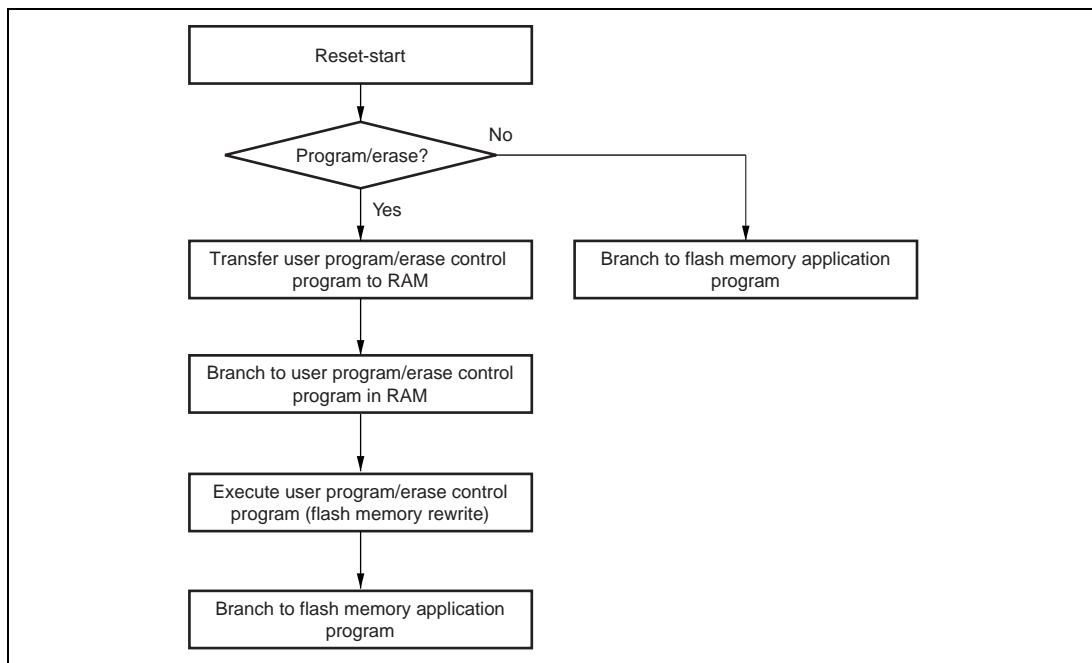 Reset-start
No
Program/erase?
Yes
Transfer user program/erase control
program to RAM
Branch to flash memory application
program
Branch to user program/erase control
program in RAM
Execute user program/erase control
program (flash memory rewrite)
Branch to flash memory application
program